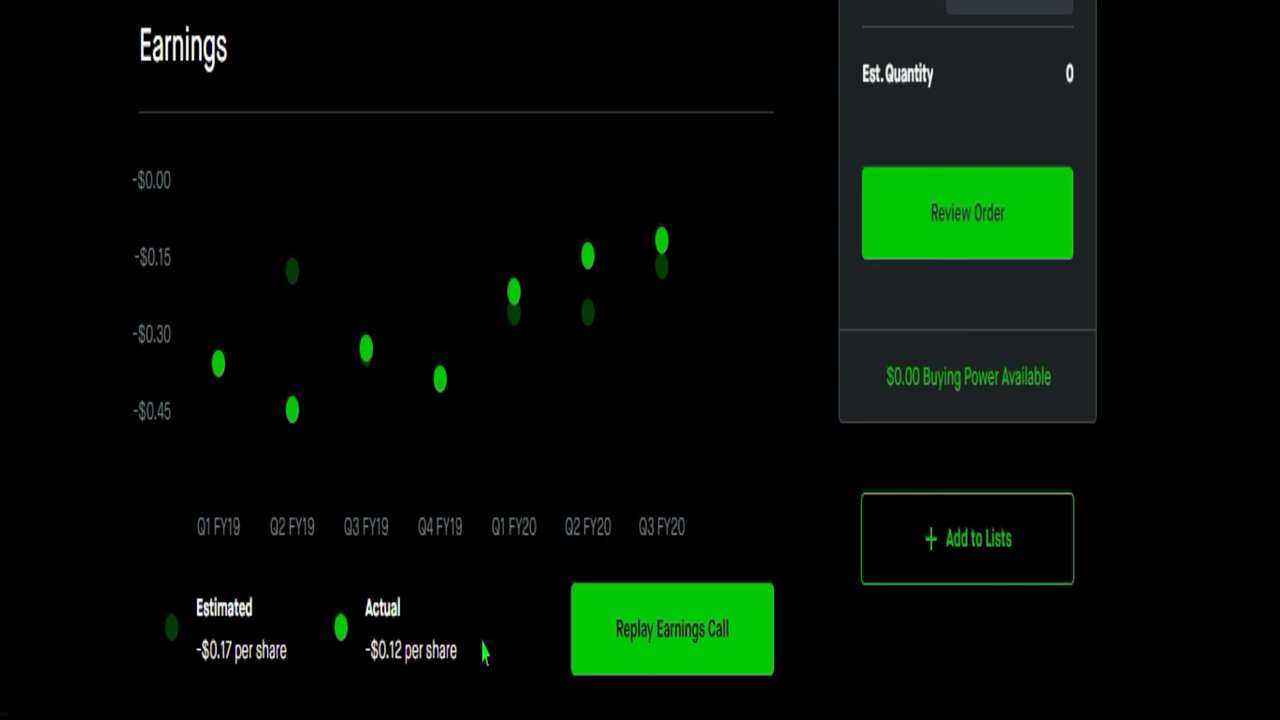 Earnings
Est. Quantity 0
-$0.00
-$0.15
-$0.30
-$0.45
Review Order
$0.00 Buying Power Available
Q1 FY19 Q2 FY19 Q3 FY19 Q4 FY19 Q1 FY20 Q2 FY20 Q3 FY20
+ Add to Lists
Estimated
-$0.17 per share
Actual
-$0.12 per share
Replay Earnings Call